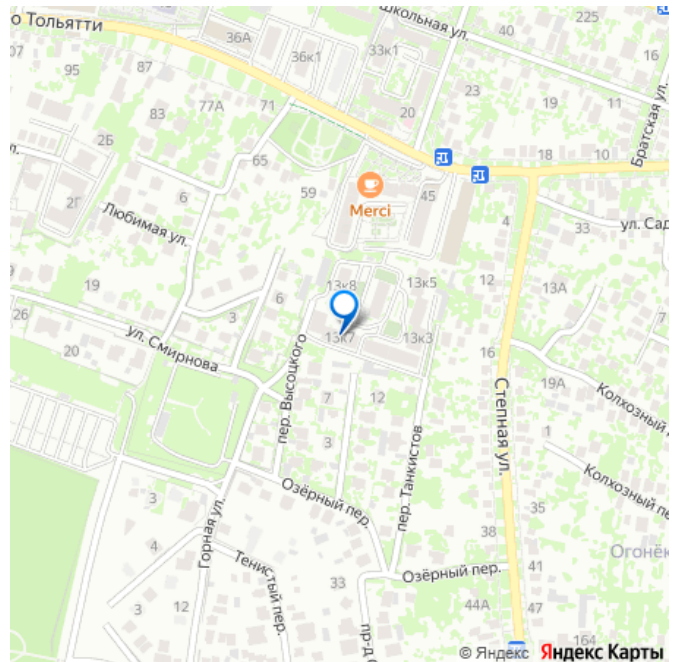 о Тольятти
36А
36к1
33к1
школьная ул.
225
16
107
95
87
77А
71
83
20
23
19
11
Братская ул.
2Б
65
18
10
59
45
Merci
6
2Г
Любимая ул.
4
33
ул. Сад
19
6
13к8
13к5
12
13А
7
26
3
13к7
13к3
ул. Смирнова
20
16
пер. Высоцкого
7
12
19А
Колхозный п
Степная ул.
3
1
Озёрный пер.
пер. Танкистов
Колхозный пе
3
Горная ул.
35
38
4
Огонёк
Тенистый пер.
33
Озёрный пер.
41
3
12
44А
47
пр-д
3
164
© Яндекс Яндекс Карты